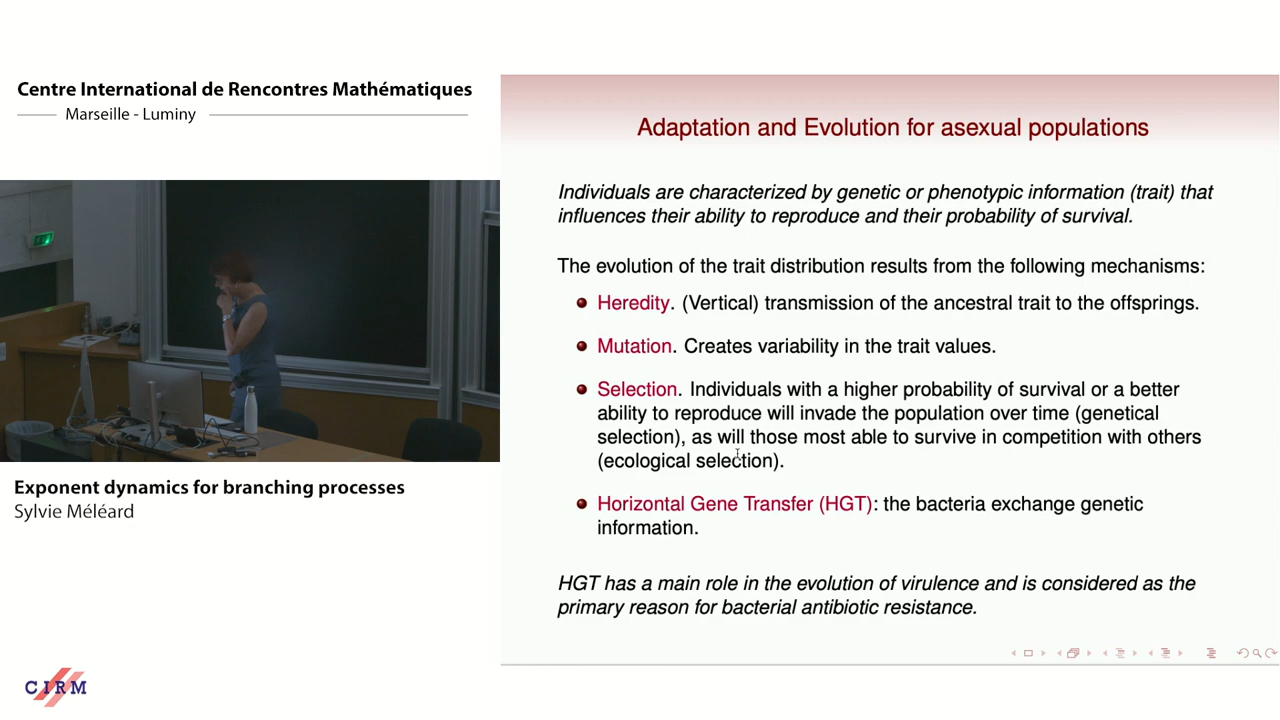 Centre International de Rencontres Mathématiques
Marseille - Luminy
Exponent dynamics for branching processes
Sylvie Méléard
CIRM
Adaptation and Evolution for asexual populations
Individuals are characterized by genetic or phenotypic information (trait) that
influences their ability to reproduce and their probability of survival.
The evolution of the trait distribution results from the following mechanisms:
Heredity. (Vertical) transmission of the ancestral trait to the offsprings.
Mutation. Creates variability in the trait values.
Selection. Individuals with a higher probability of survival or a better
ability to reproduce will invade the population over time (genetical
selection), as will those most able to survive in competition with others
(ecological selection).
Horizontal Gene Transfer (HGT): the bacteria exchange genetic
information.
HGT has a main role in the evolution of virulence and is considered as the
primary reason for bacterial antibiotic resistance.